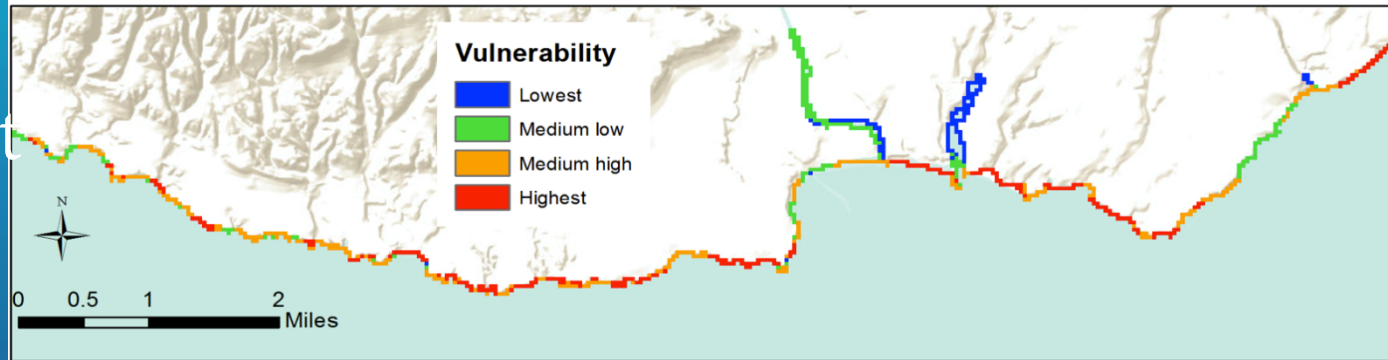 t
Vulnerability
Lowest
Medium low
Medium high
Highest
N
0 0.5 1 2
Miles